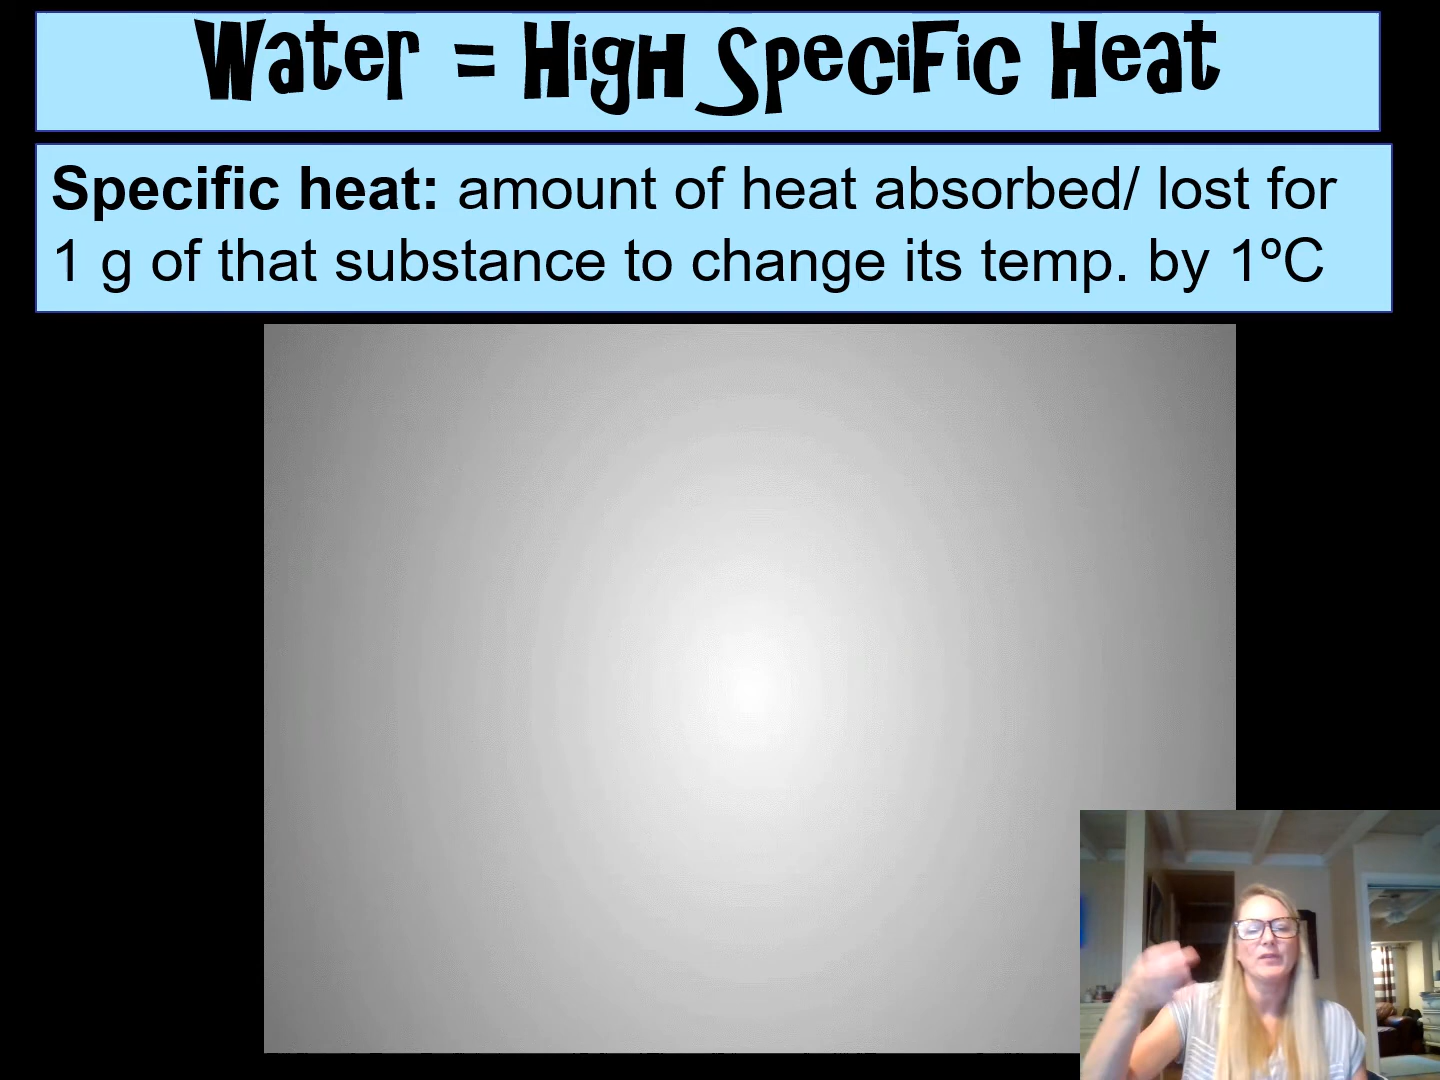 Water = High Specific Heat
Specific heat: amount of heat absorbed/ lost for
1 g of that substance to change its temp. by 1ºC